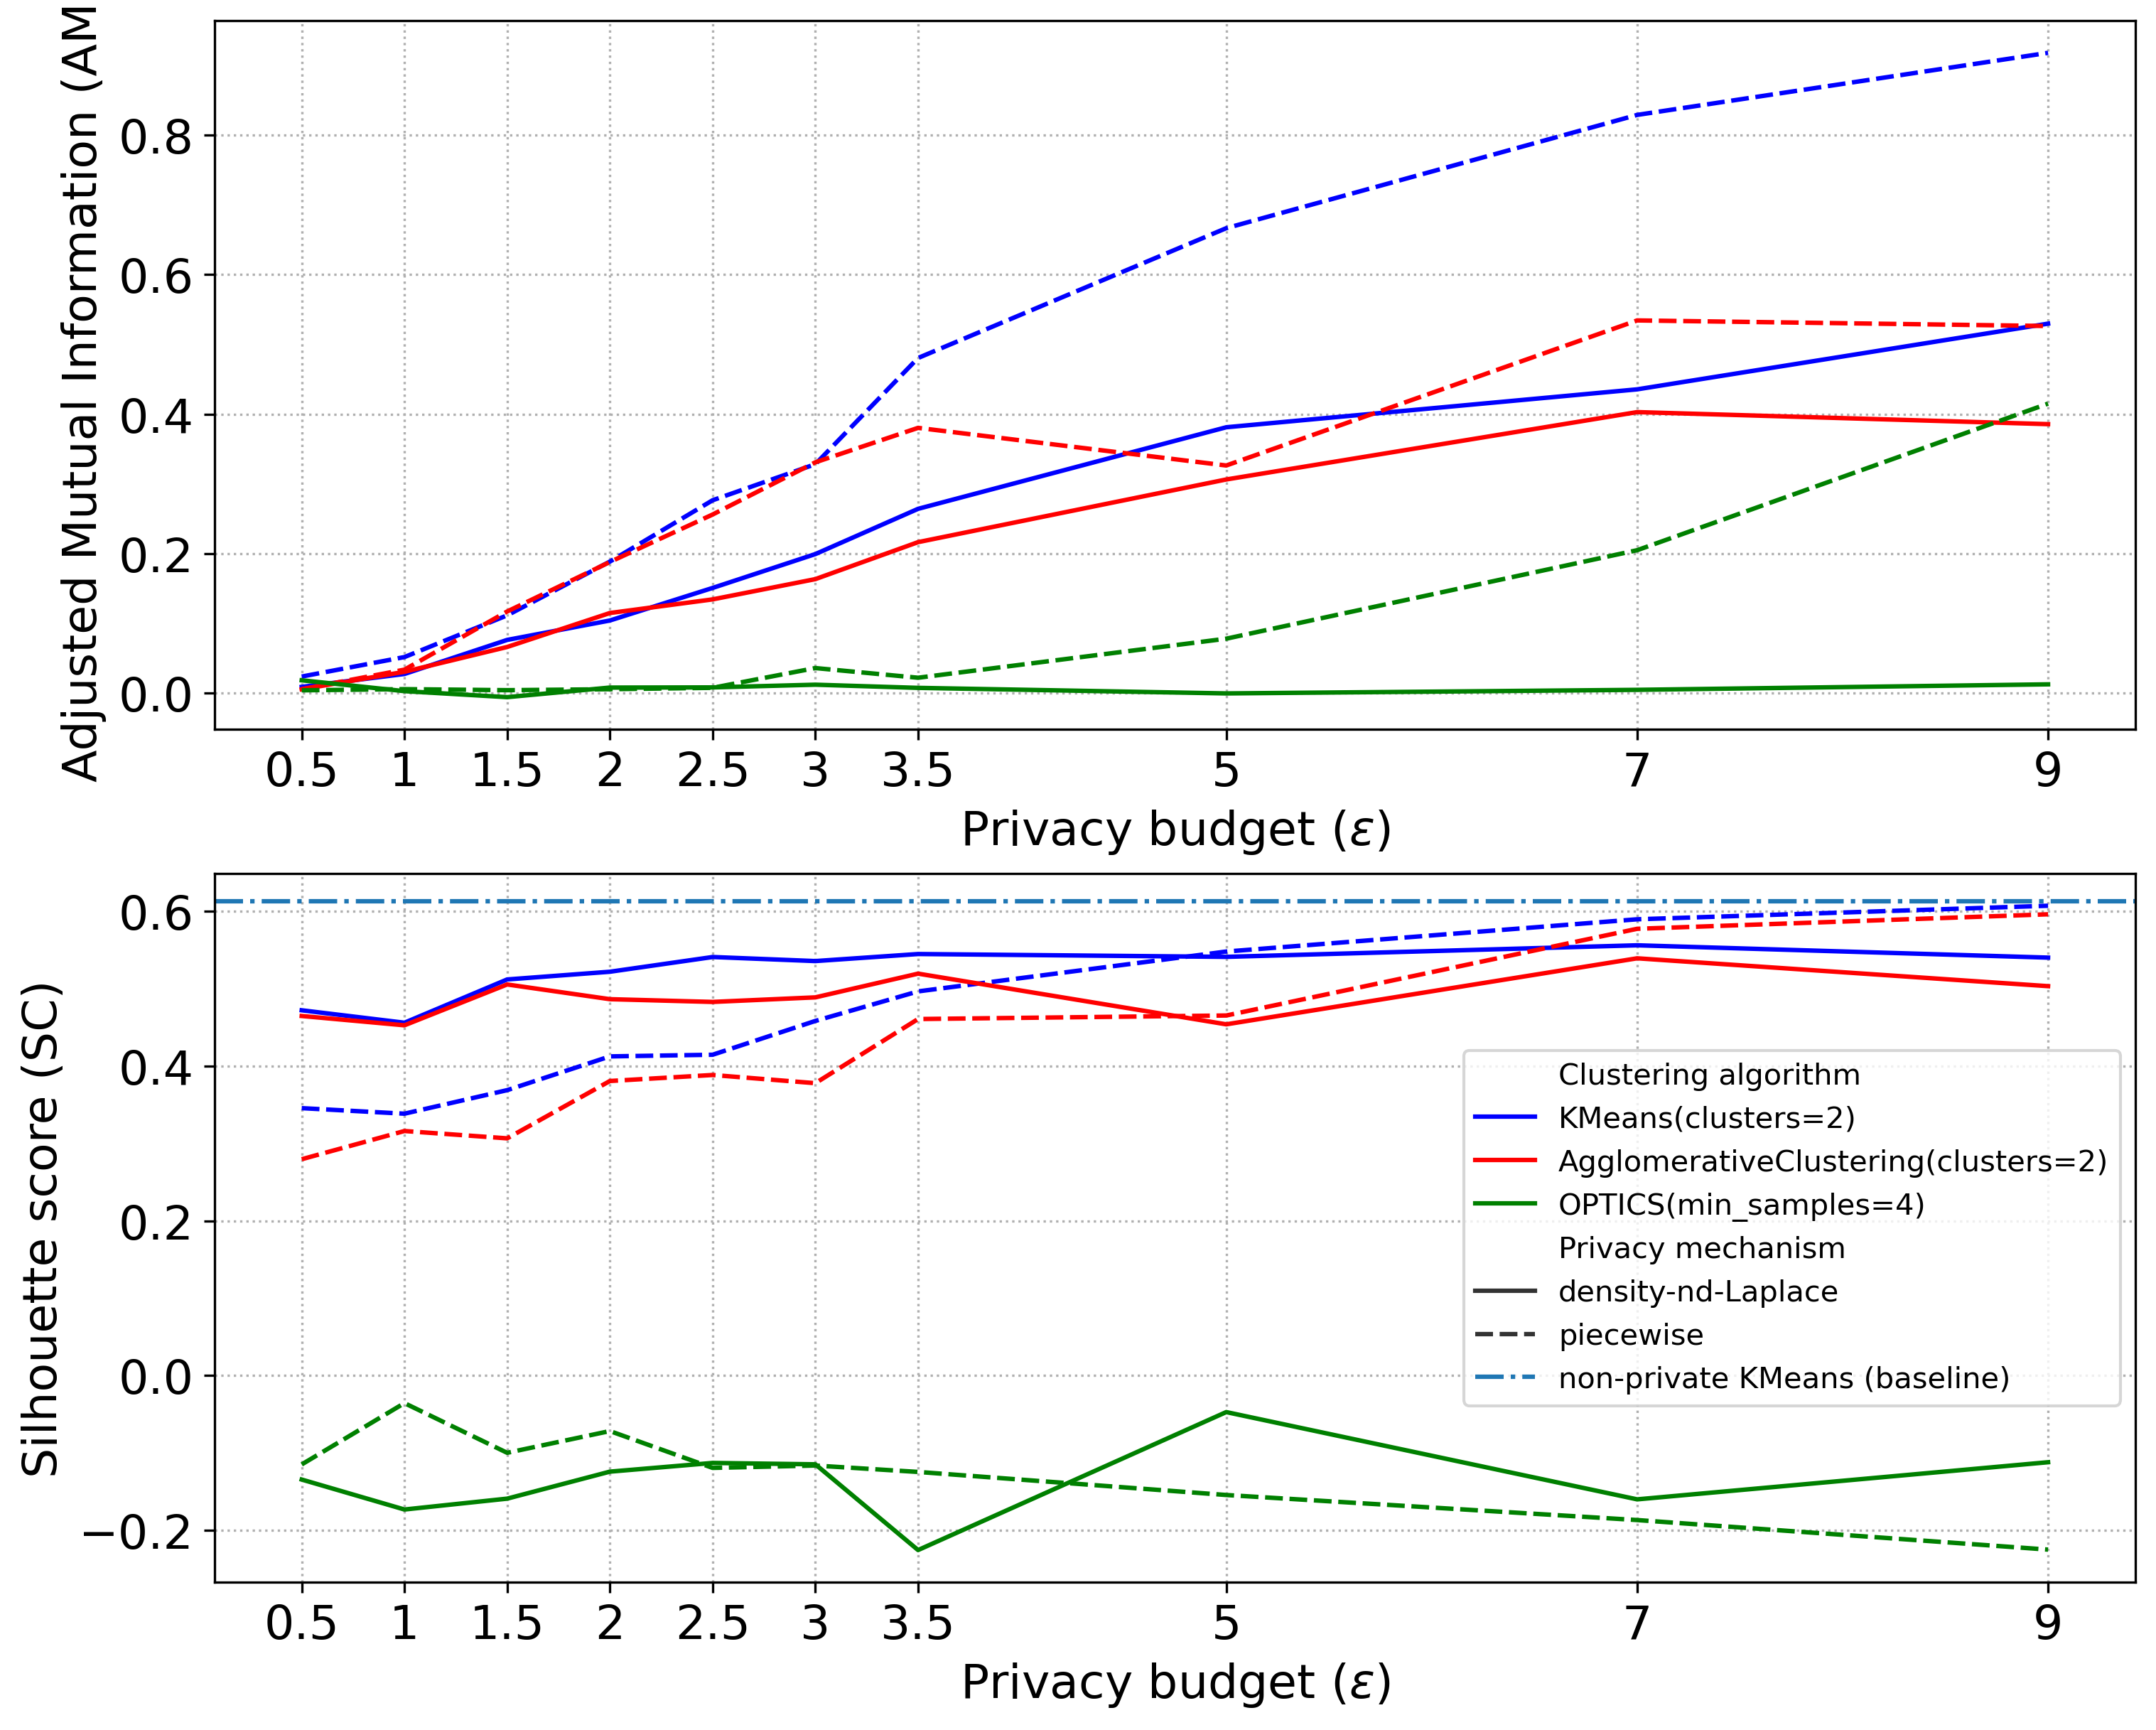 Adjusted Mutual Information (AM
0.8
0.6
0.4
0.2
0.0
0.5 1 1.5 2 2.5 3 3.5 5 7 9
Privacy budget (ε)
Silhouette score (SC)
0.6
0.4
0.2
0.0
−0.2
Clustering algorithm
KMeans(clusters=2)
AgglomerativeClustering(clusters=2)
OPTICS(min_samples=4)
Privacy mechanism
density-nd-Laplace
piecewise
non-private KMeans (baseline)
0.5 1 1.5 2 2.5 3 3.5 5 7 9
Privacy budget (ε)